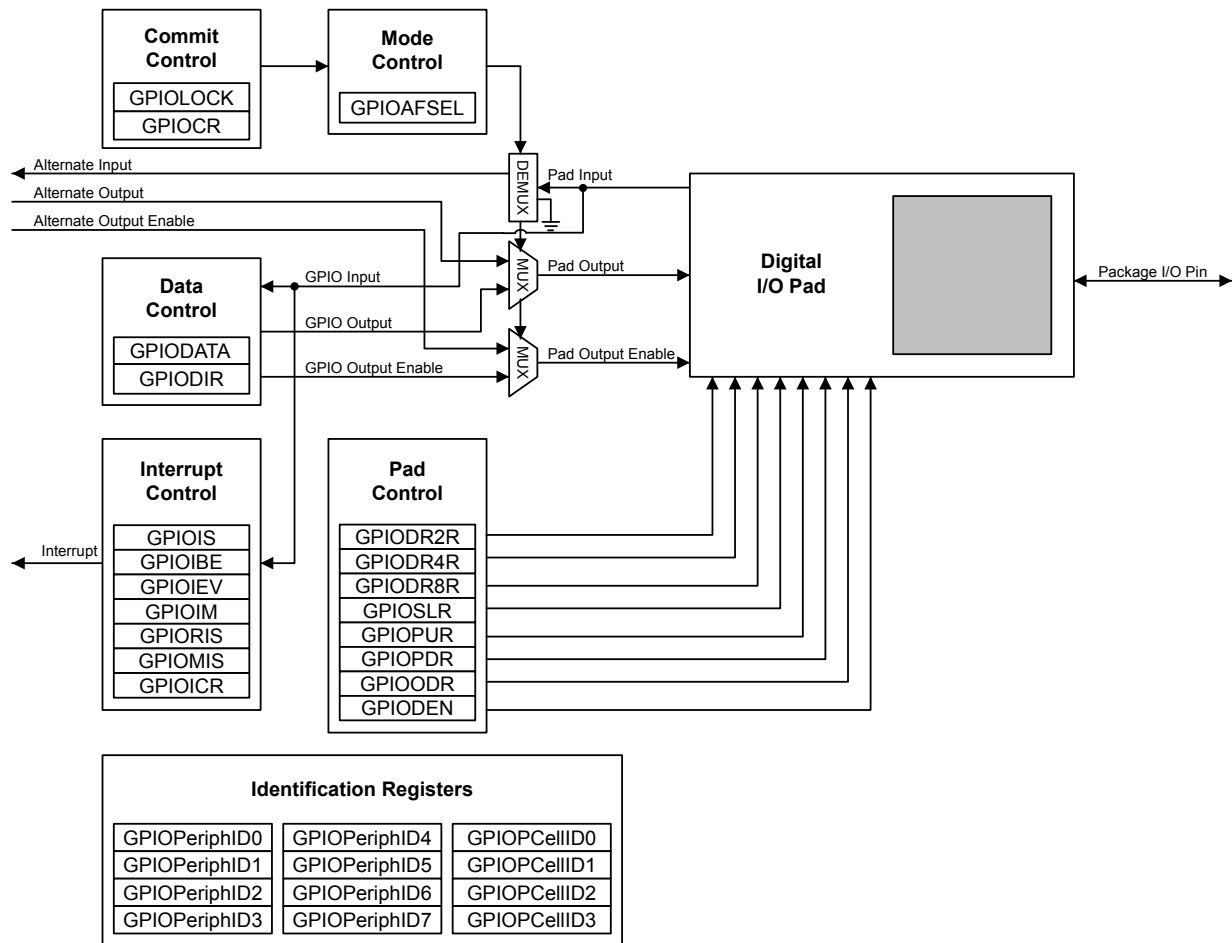 Commit
Control
GPIOLOCK
GPIOCR
Mode
Control
GPIOAFSEL
Alternate Input
Alternate Output
Alternate Output Enable
DEMUX
Pad Input
MUX
Pad Output
MUX
Pad Output Enable
Digital
I/O Pad
Package I/O Pin
Data
Control
GPIODATA
GPIODIR
GPIO Input
GPIO Output
GPIO Output Enable
Interrupt
Control
GPIOIS
GPIOIBE
GPIOIEV
GPIOIM
GPIORIS
GPIOMIS
GPIOICR
Interrupt
Pad
Control
GPIODR2R
GPIODR4R
GPIODR8R
GPIOSLR
GPIOPUR
GPIOPDR
GPIOODR
GPIODEN
Identification Registers
GPIOPeriphID0
GPIOPeriphID1
GPIOPeriphID2
GPIOPeriphID3
GPIOPeriphID4
GPIOPeriphID5
GPIOPeriphID6
GPIOPeriphID7
GPIOPCellID0
GPIOPCellID1
GPIOPCellID2
GPIOPCellID3